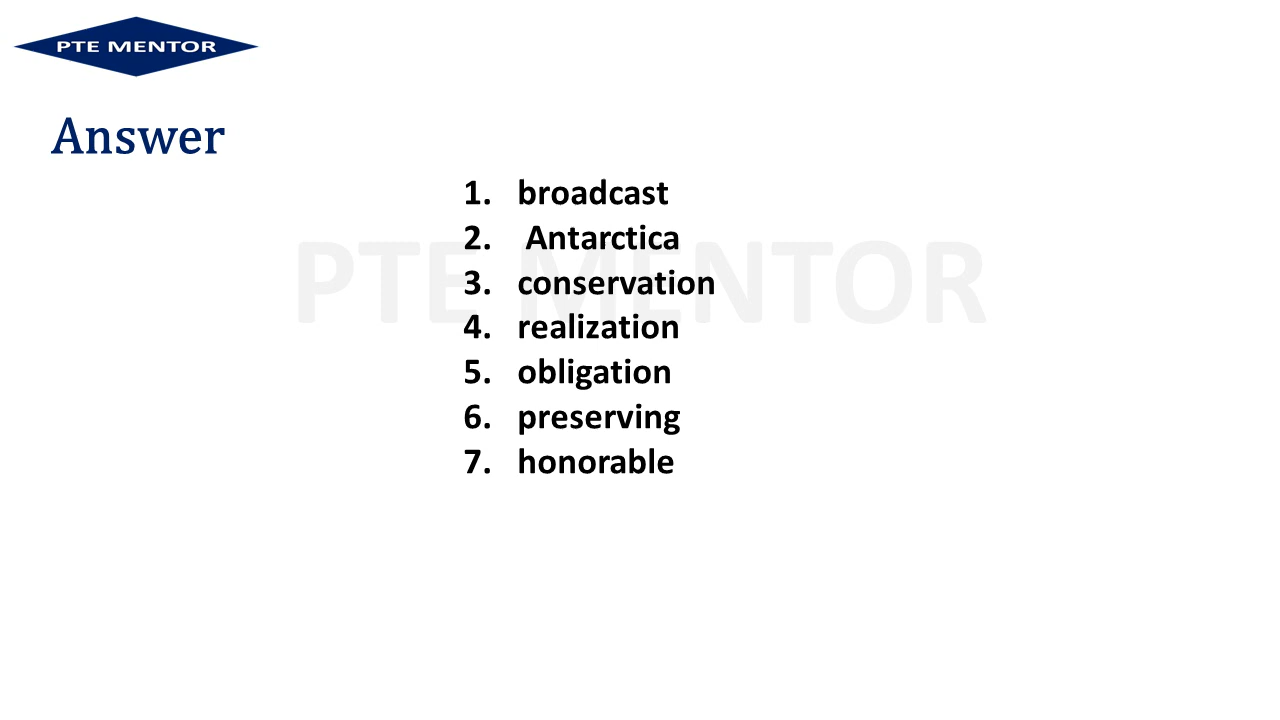 PTE MENTOR
Answer
1. broadcast
2. Antarctica
3. conservation
4. realization
5. obligation
6. preserving
7. honorable
PTE MENTOR